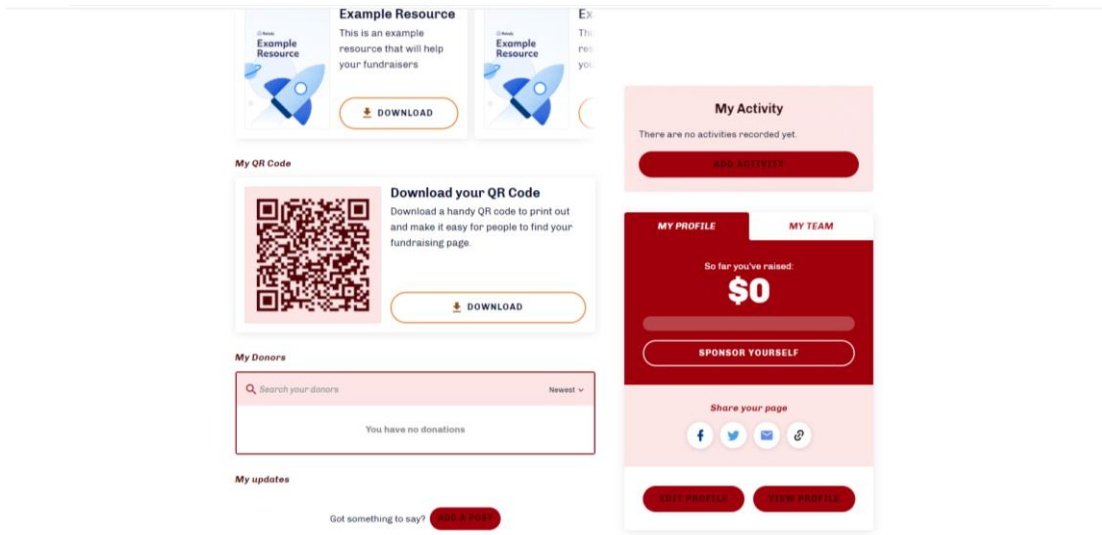 Example Resource
This is an example
resource that will help
your fundraisers
DOWNLOAD
Example
Resource
Ex
Example
Resource
My QR Code
Download your QR Code
Download a handy QR code to print out
and make it easy for people to find your
fundraising page.
DOWNLOAD
My Donors
Search your donors
Newest
You have no donations
My updates
Got something to say?
ADD A POST
My Activity
There are no activities recorded yet.
ADD ACTIVITY
MY PROFILE
MY TEAM
So far you've raised:
$0
SPONSOR YOURSELF
Share your page
EDIT PROFILE
VIEW PROFILE